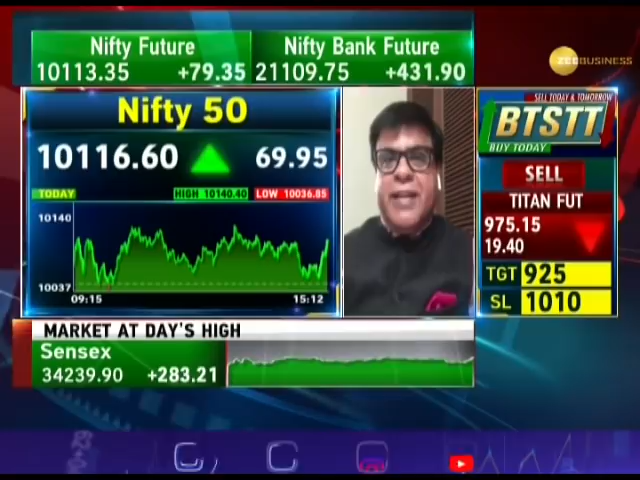 Nifty Future
10113.35 +79.35
Nifty Bank Future
21109.75 +431.90
ZEEBUSINESS
Nifty 50
10116.60 69.95
TODAY HIGH 10140.40 LOW 10036.85
10140
10037
09:15 15:12
SELL TODAY & TOMORROW
BTSTT
BUY TODAY
SELL
TITAN FUT
975.15
19.40
TGT 925
SL 1010
MARKET AT DAY'S HIGH
Sensex
34239.90 +283.21